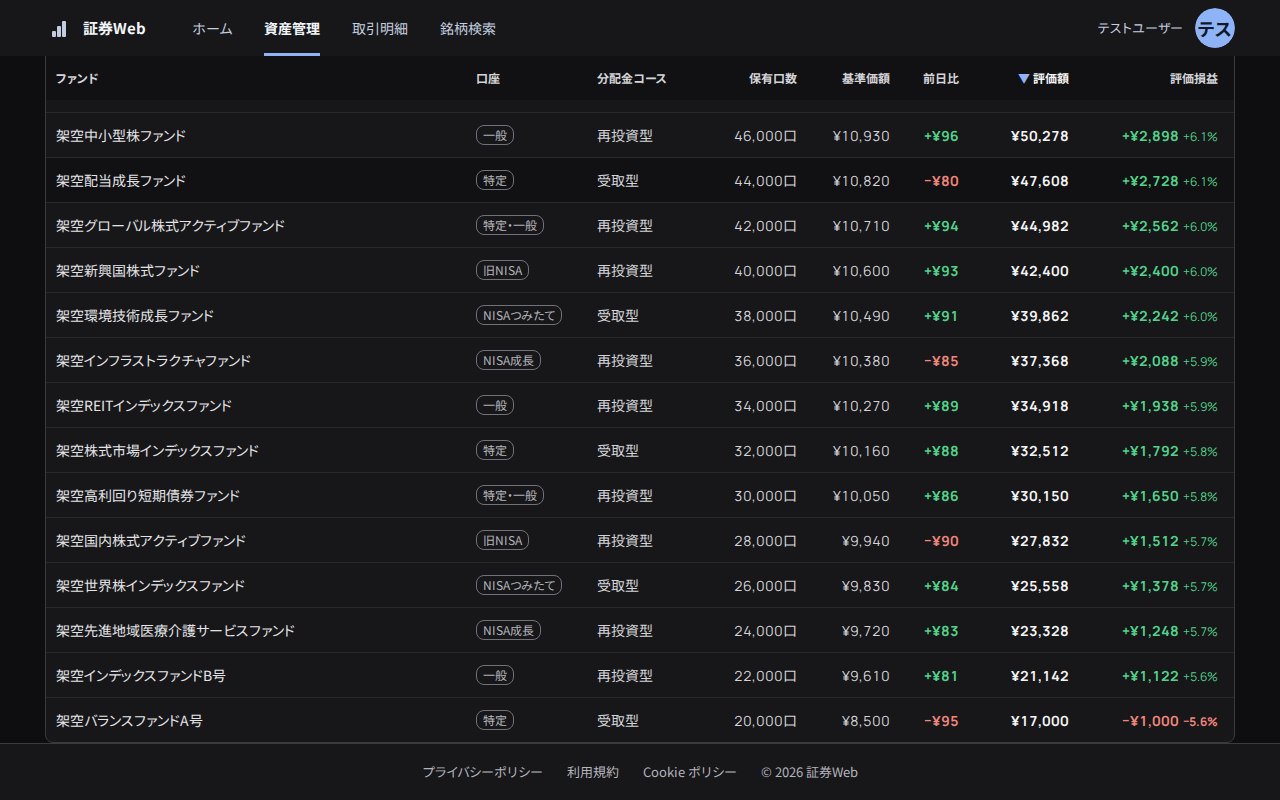 証券Web ホーム 資産管理 取引明細 銘柄検索 テストユーザー テス
ファンド 口座 分配金コース 保有口数 基準価額 前日比 ▼評価額 評価損益
架空中小型株ファンド 一般 再投資型 46,000口 ¥10,930 +¥96 ¥50,278 +¥2,898 +6.1%
架空配当成長ファンド 特定 受取型 44,000口 ¥10,820 −¥80 ¥47,608 +¥2,728 +6.1%
架空グローバル株式アクティブファンド 特定・一般 再投資型 42,000口 ¥10,710 +¥94 ¥44,982 +¥2,562 +6.0%
架空新興国株式ファンド 旧NISA 再投資型 40,000口 ¥10,600 +¥93 ¥42,400 +¥2,400 +6.0%
架空環境技術成長ファンド NISAつみたて 受取型 38,000口 ¥10,490 +¥91 ¥39,862 +¥2,242 +6.0%
架空インフラストラクチャファンド NISA成長 再投資型 36,000口 ¥10,380 −¥85 ¥37,368 +¥2,088 +5.9%
架空REITインデックスファンド 一般 再投資型 34,000口 ¥10,270 +¥89 ¥34,918 +¥1,938 +5.9%
架空株式市場インデックスファンド 特定 受取型 32,000口 ¥10,160 +¥88 ¥32,512 +¥1,792 +5.8%
架空高利回り短期債券ファンド 特定・一般 再投資型 30,000口 ¥10,050 +¥86 ¥30,150 +¥1,650 +5.8%
架空国内株式アクティブファンド 旧NISA 再投資型 28,000口 ¥9,940 −¥90 ¥27,832 +¥1,512 +5.7%
架空世界株インデックスファンド NISAつみたて 受取型 26,000口 ¥9,830 +¥84 ¥25,558 +¥1,378 +5.7%
架空先進地域医療介護サービスファンド NISA成長 再投資型 24,000口 ¥9,720 +¥83 ¥23,328 +¥1,248 +5.7%
架空インデックスファンドB号 一般 再投資型 22,000口 ¥9,610 +¥81 ¥21,142 +¥1,122 +5.6%
架空バランスファンドA号 特定 受取型 20,000口 ¥8,500 −¥95 ¥17,000 −¥1,000 −5.6%
プライバシーポリシー 利用規約 Cookie ポリシー © 2026 証券Web